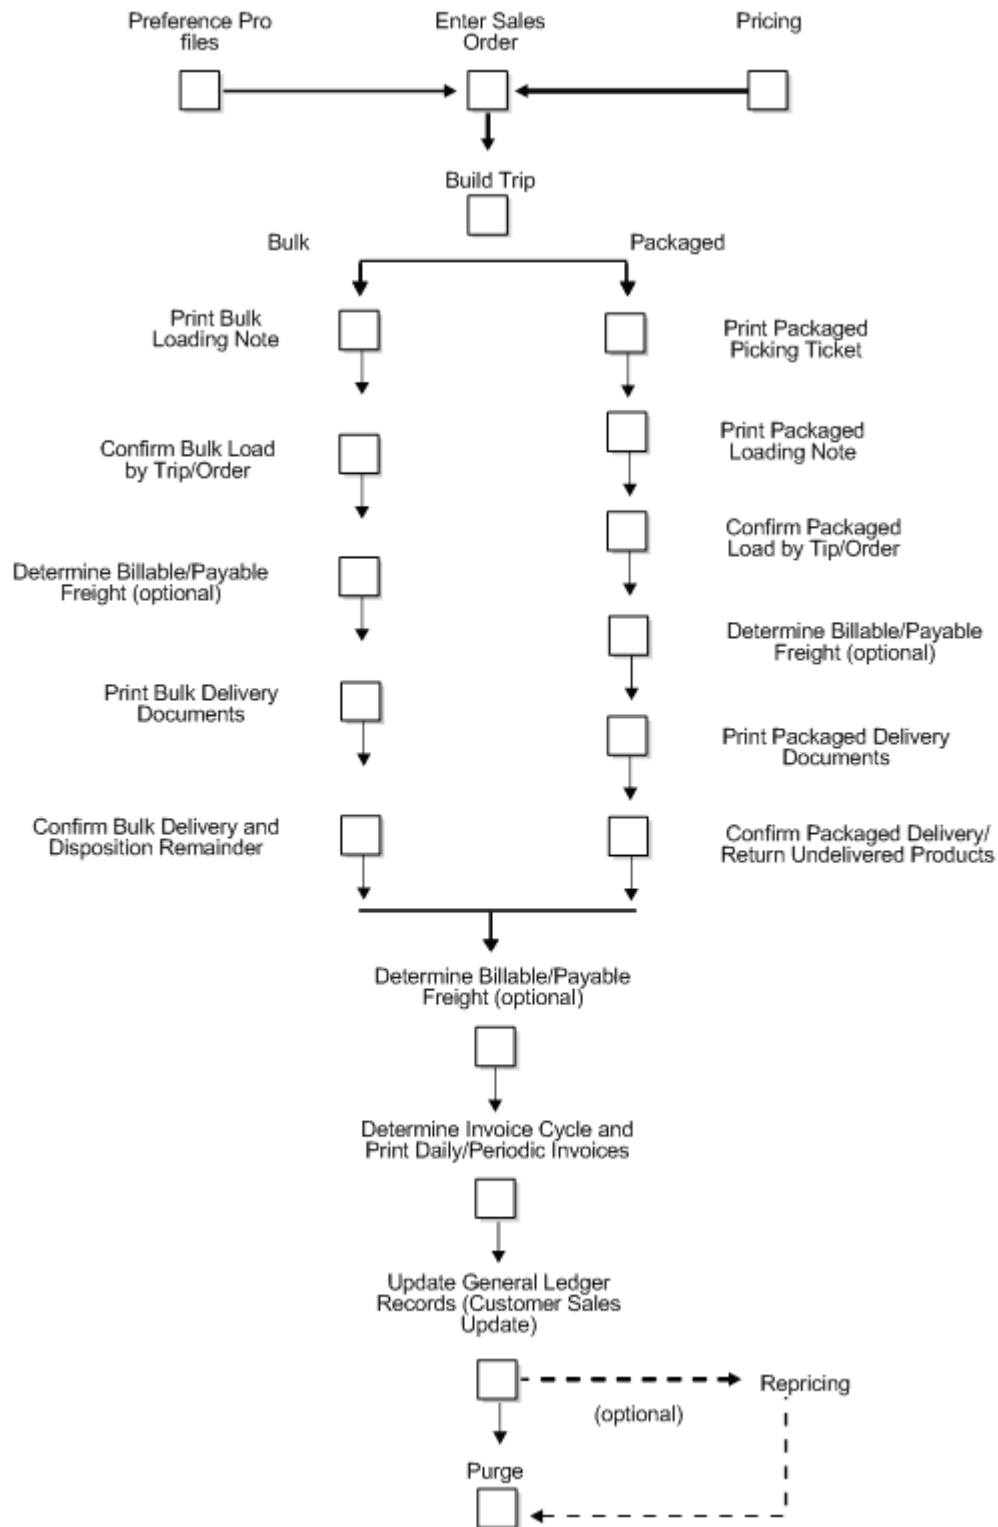 Preference Pro
files
Enter Sales
Order
Pricing
Build Trip
Bulk
Packaged
Print Bulk
Loading Note
Print Packaged
Picking Ticket
Confirm Bulk Load
by Trip/Order
Print Packaged
Loading Note
Confirm Packaged
Load by Tip/Order
Determine Billable/Payable
Freight (optional)
Determine Billable/Payable
Freight (optional)
Print Bulk Delivery
Documents
Print Packaged Delivery
Documents
Confirm Bulk Delivery and
Disposition Remainder
Confirm Packaged Delivery/
Return Undelivered Products
Determine Billable/Payable
Freight (optional)
Determine Invoice Cycle and
Print Daily/Periodic Invoices
Update General Ledger
Records (Customer Sales
Update)
Repricing
(optional)
Purge